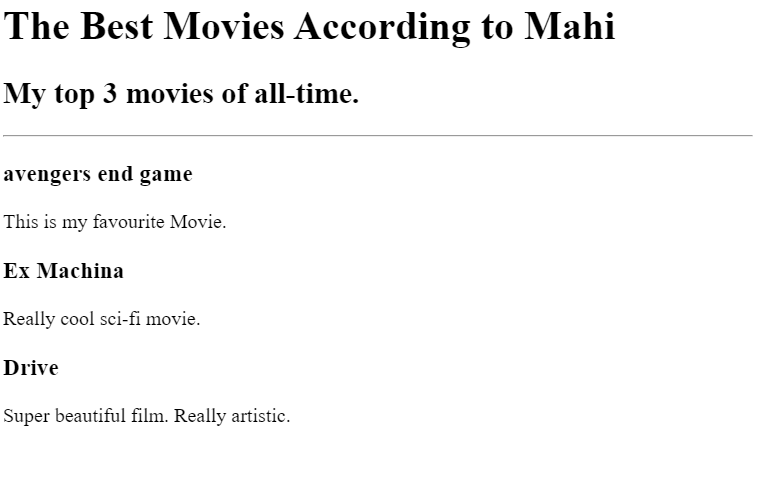 The Best Movies According to Mahi
My top 3 movies of all-time.
avengers end game
This is my favourite Movie.
Ex Machina
Really cool sci-fi movie.
Drive
Super beautiful film. Really artistic.